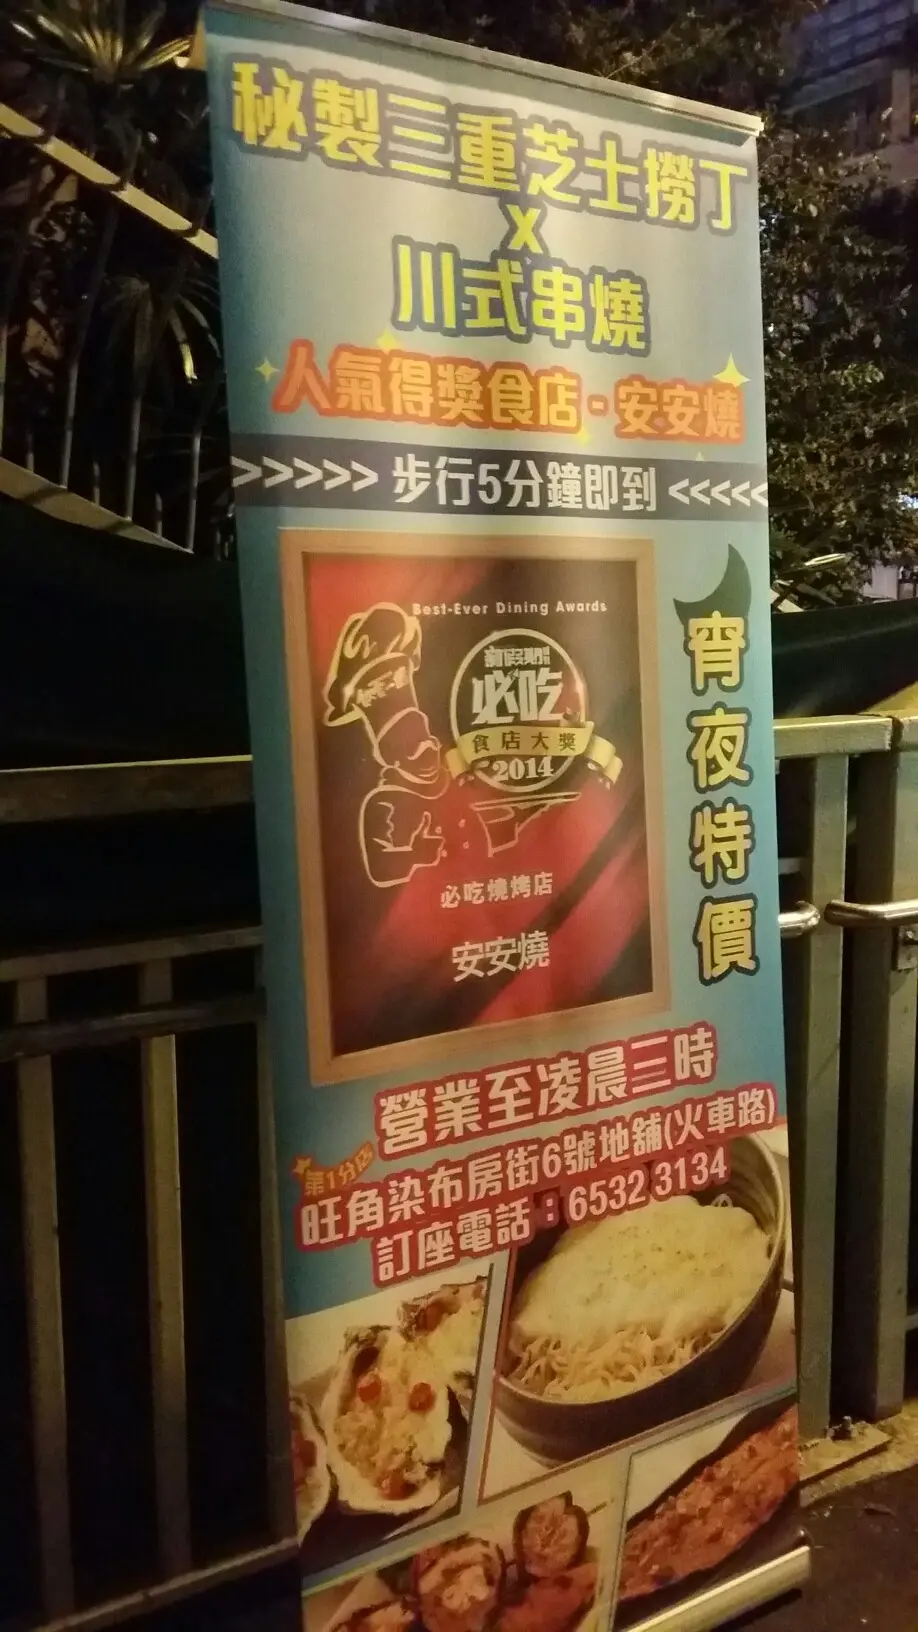 秘製三重芝士撈丁
x
川式串燒
人氣得獎食店·安安燒
>>>>> 步行5分鐘即到 <<<<<
Best-Ever Dining Awards
新假期
必吃
食店大獎
2014
必吃燒烤店
安安燒
宵夜特價
營業至凌晨三時
第1分店
旺角染布房街6號地舖(火車路)
訂座電話：6532 3134